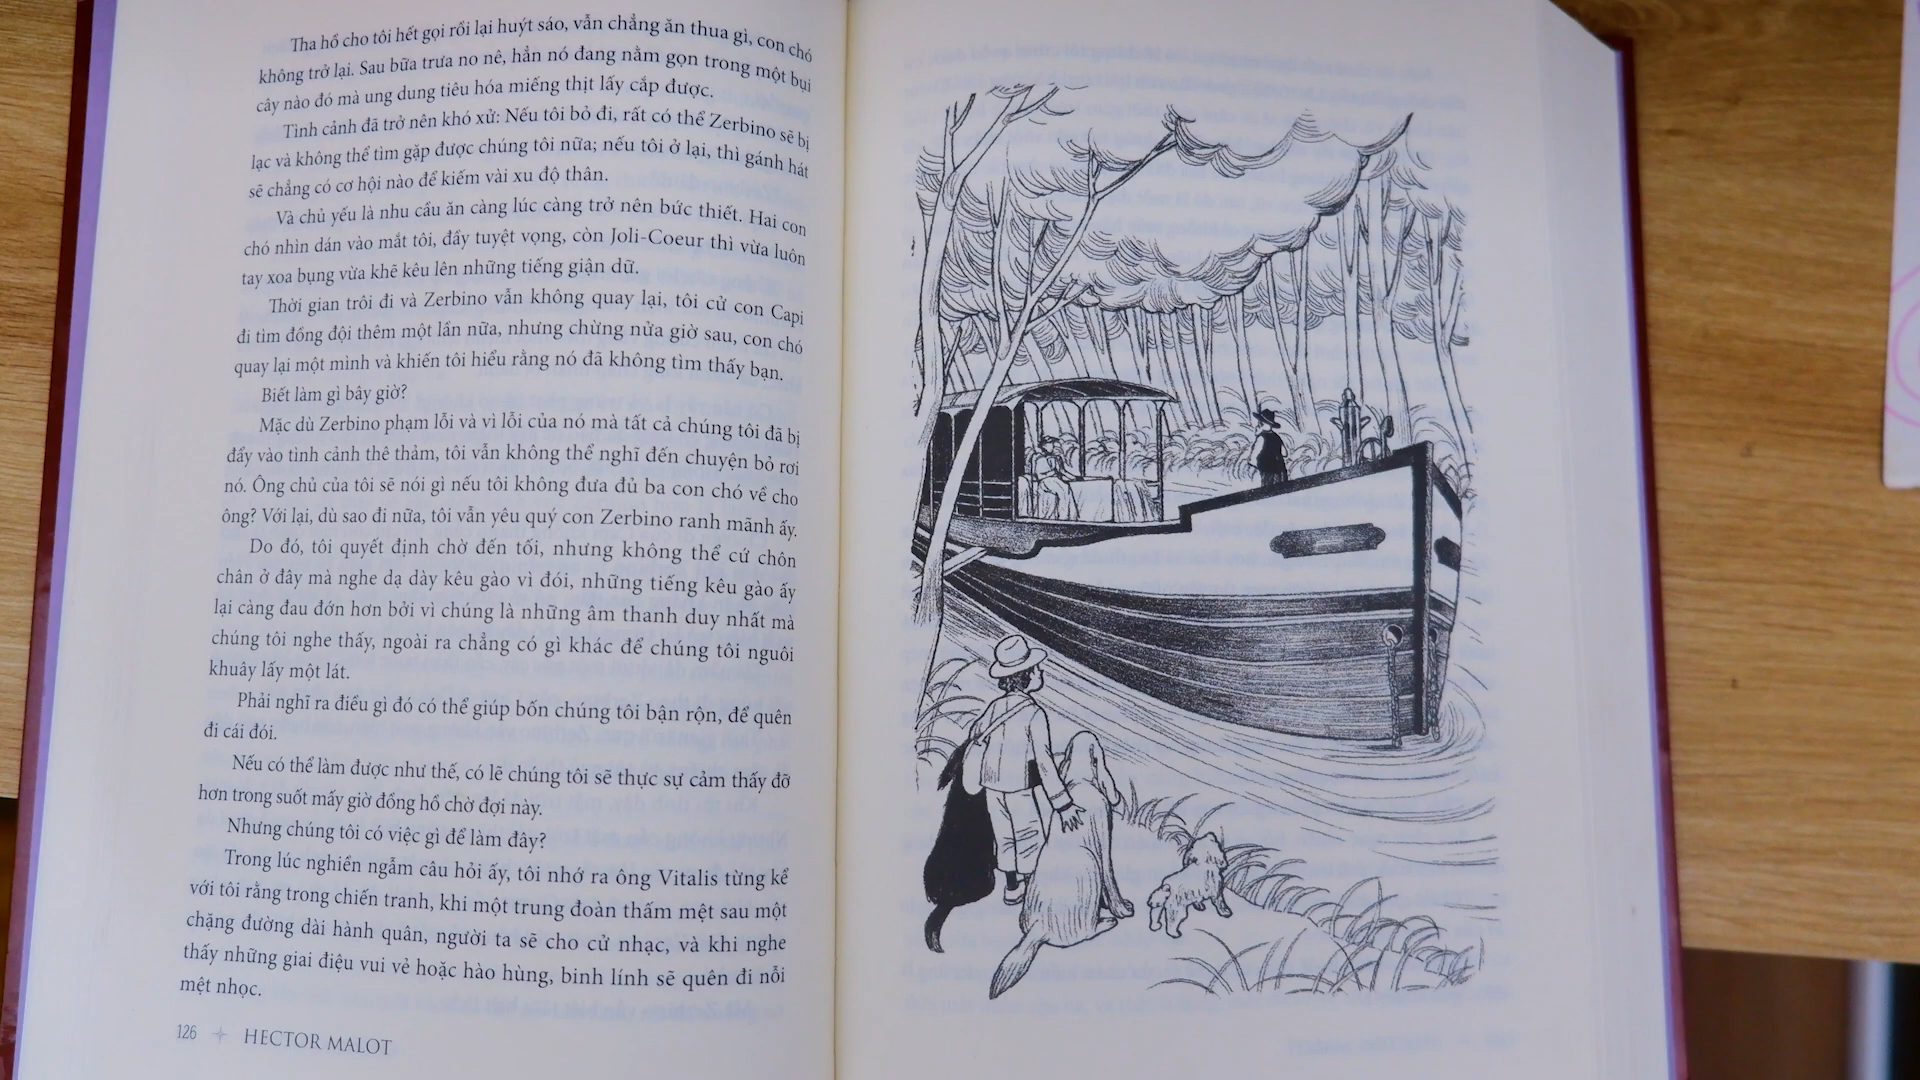 Tha hồ cho tôi hết gọi rồi lại huýt sáo, vẫn chẳng ăn thua gì, con chó
không trở lại. Sau bữa trưa no nê, hẳn nó đang nằm gọn trong một bụi
cây nào đó mà ung dung tiêu hóa miếng thịt lấy cắp được.
Tình cảnh đã trở nên khó xử: Nếu tôi bỏ đi, rất có thể Zerbino sẽ bị
lạc và không thể tìm gặp được chúng tôi nữa; nếu tôi ở lại, thì gánh hát
sẽ chẳng có cơ hội nào để kiếm vài xu độ thân.
Và chủ yếu là nhu cầu ăn càng lúc càng trở nên bức thiết. Hai con
chó nhìn dán vào mắt tôi, đầy tuyệt vọng, còn Joli-Coeur thì vừa luôn
tay xoa bụng vừa khẽ kêu lên những tiếng giận dữ.
Thời gian trôi đi và Zerbino vẫn không quay lại, tôi cử con Capi
đi tìm đồng đội thêm một lần nữa, nhưng chừng nửa giờ sau, con chó
quay lại một mình và khiến tôi hiểu rằng nó đã không tìm thấy bạn.
Biết làm gì bây giờ?
Mặc dù Zerbino phạm lỗi và vì lỗi của nó mà tất cả chúng tôi đã bị
đẩy vào tình cảnh thê thảm, tôi vẫn không thể nghĩ đến chuyện bỏ rơi
nó. Ông chủ của tôi sẽ nói gì nếu tôi không đưa đủ ba con chó về cho
ông? Với lại, dù sao đi nữa, tôi vẫn yêu quý con Zerbino ranh mãnh ấy.
Do đó, tôi quyết định chờ đến tối, nhưng không thể cứ chôn
chân ở đây mà nghe dạ dày kêu gào vì đói, những tiếng kêu gào ấy
lại càng đau đớn hơn bởi vì chúng là những âm thanh duy nhất mà
chúng tôi nghe thấy, ngoài ra chẳng có gì khác để chúng tôi nguôi
khuây lấy một lát.
Phải nghĩ ra điều gì đó có thể giúp bốn chúng tôi bận rộn, để quên
đi cái đói.
Nếu có thể làm được như thế, có lẽ chúng tôi sẽ thực sự cảm thấy đỡ
hơn trong suốt mấy giờ đồng hồ chờ đợi này.
Nhưng chúng tôi có việc gì để làm đây?
Trong lúc nghiền ngẫm câu hỏi ấy, tôi nhớ ra ông Vitalis từng kể
với tôi rằng trong chiến tranh, khi một trung đoàn thấm mệt sau một
chặng đường dài hành quân, người ta sẽ cho cử nhạc, và khi nghe
thấy những giai điệu vui vẻ hoặc hào hùng, binh lính sẽ quên đi nỗi
mệt nhọc.
126 HECTOR MALOT